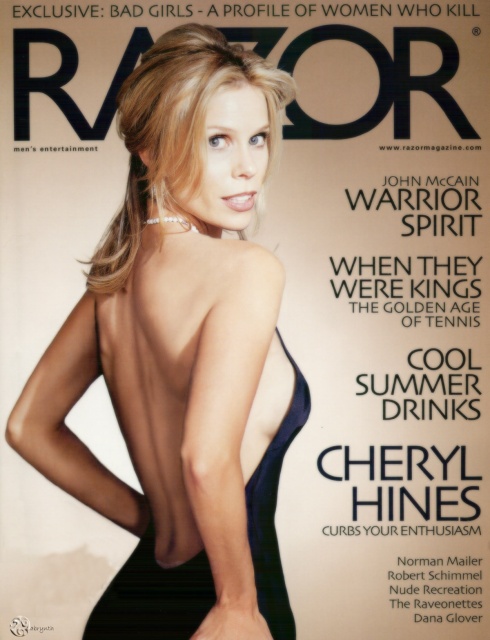 EXCLUSIVE: BAD GIRLS - A PROFILE OF WOMEN WHO KILL
RAZOR®
men's entertainment
www.razormagazine.com
JOHN McCAIN
WARRIOR
SPIRIT
WHEN THEY
WERE KINGS
THE GOLDEN AGE
OF TENNIS
COOL
SUMMER
DRINKS
CHERYL
HINES
CURBS YOUR ENTHUSIASM
Norman Mailer
Robert Schimmel
Nude Recreation
The Raveonettes
Dana Glover